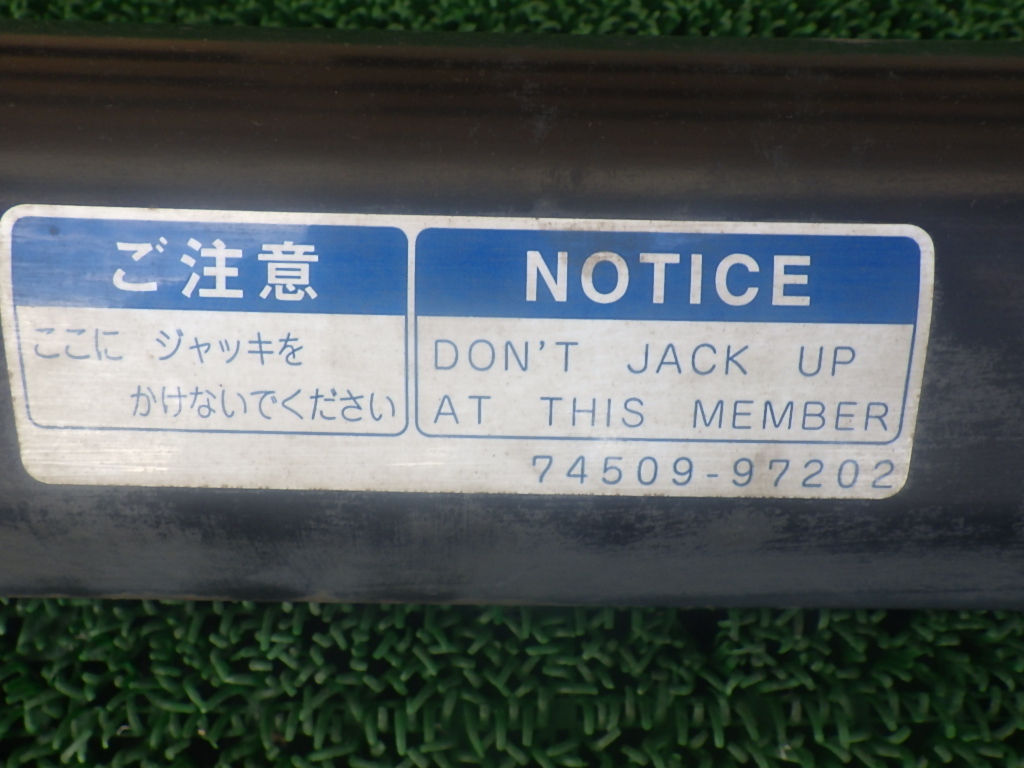 ご注意
ここに ジャッキを
かけないでください
NOTICE
DON'T JACK UP
AT THIS MEMBER
74509-97202